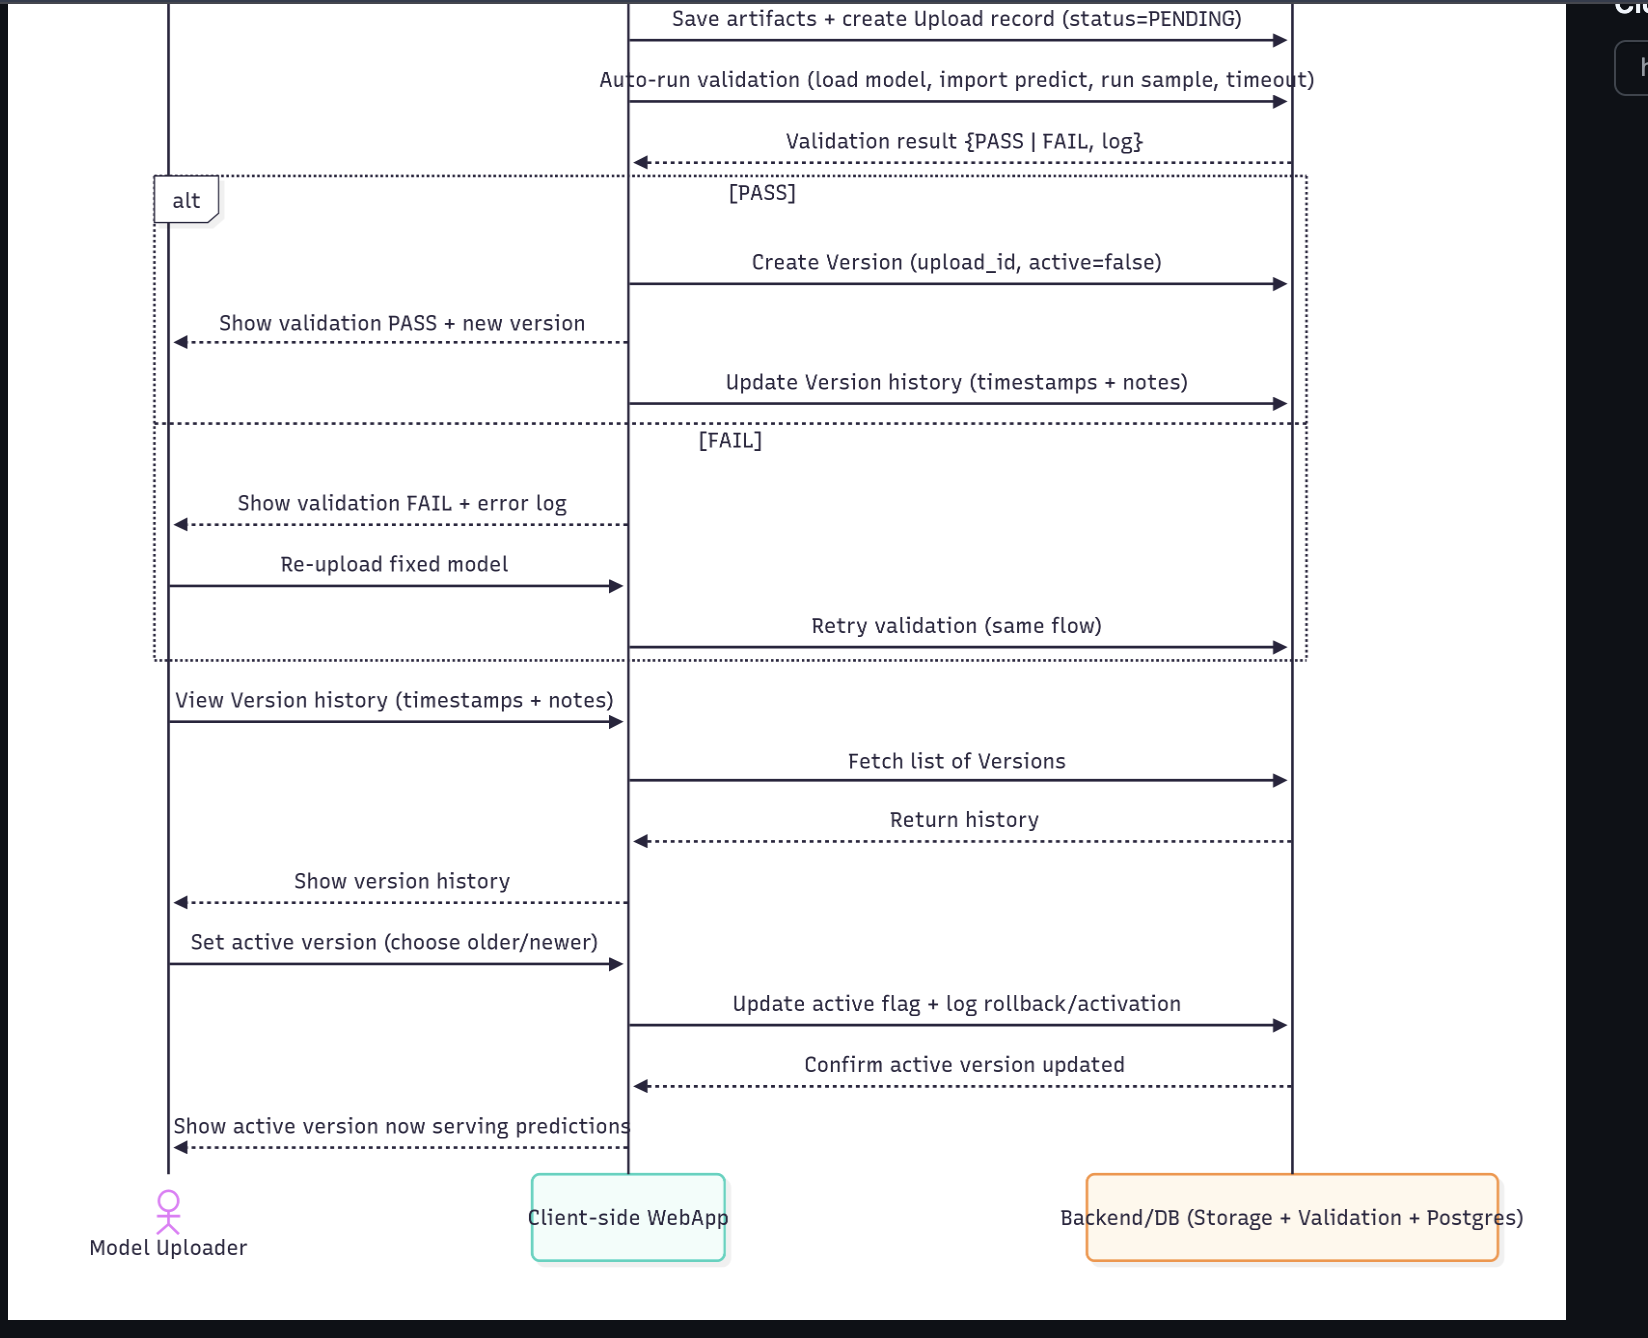 Save artifacts + create Upload record (status=PENDING)
Auto-run validation (load model, import predict, run sample, timeout)
Validation result {PASS | FAIL, log}
alt
[PASS]
Create Version (upload_id, active=false)
Show validation PASS + new version
Update Version history (timestamps + notes)
[FAIL]
Show validation FAIL + error log
Re-upload fixed model
Retry validation (same flow)
View Version history (timestamps + notes)
Fetch list of Versions
Return history
Show version history
Set active version (choose older/newer)
Update active flag + log rollback/activation
Confirm active version updated
Show active version now serving predictions
Client-side WebApp
Backend/DB (Storage + Validation + Postgres)
Model Uploader